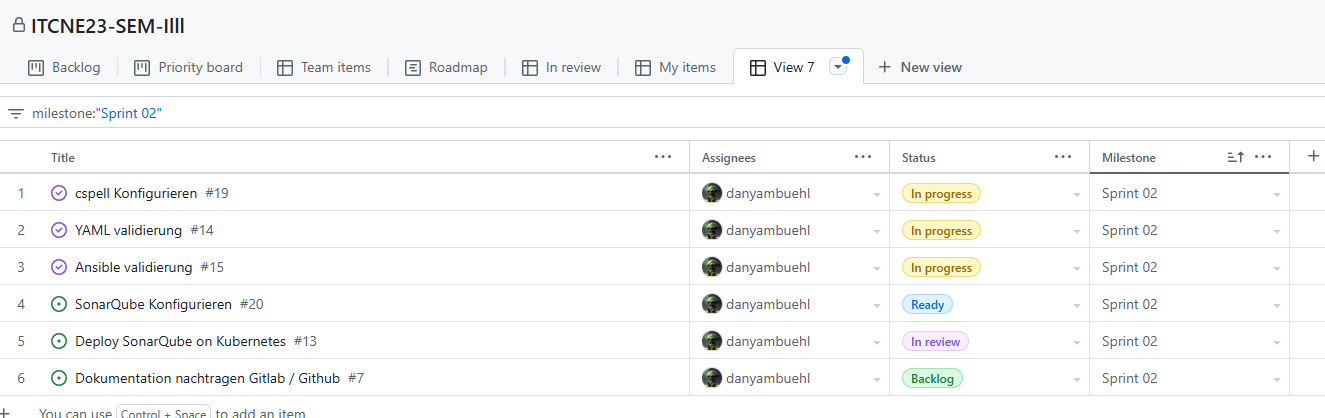 ITCNE23-SEM-IIII
Backlog Priority board Team items Roadmap In review My items View 7 New view
milestone:"Sprint 02"
Title Assignees Status Milestone
1 cspell Konfigurieren #19 danyambuehl In progress Sprint 02
2 YAML validierung #14 danyambuehl In progress Sprint 02
3 Ansible validierung #15 danyambuehl In progress Sprint 02
4 SonarQube Konfigurieren #20 danyambuehl Ready Sprint 02
5 Deploy SonarQube on Kubernetes #13 danyambuehl In review Sprint 02
6 Dokumentation nachtragen Gitlab / Github #7 danyambuehl Backlog Sprint 02
You can use Control + Space to add an item